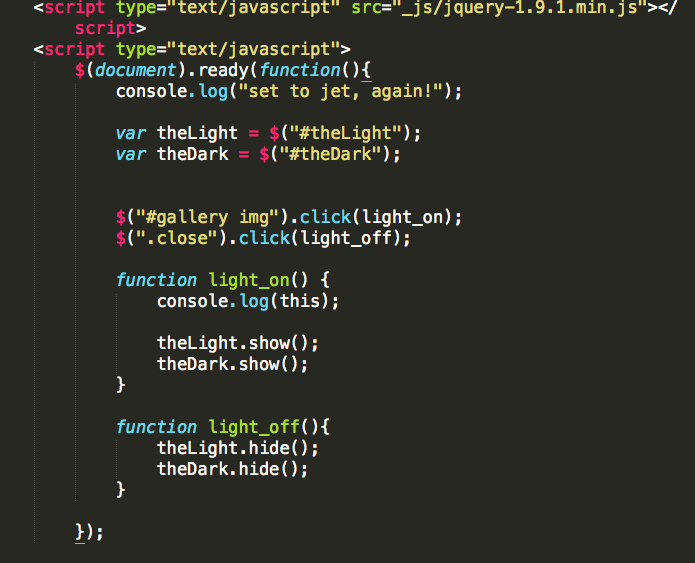 <script type="text/javascript" src="_js/jquery-1.9.1.min.js"></
script>
<script type="text/javascript">
$(document).ready(function(){
console.log("set to jet, again!");
var theLight = $("#theLight");
var theDark = $("#theDark");
$("#gallery img").click(light_on);
$(".close").click(light_off);
function light_on() {
console.log(this);
theLight.show();
theDark.show();
}
function light_off(){
theLight.hide();
theDark.hide();
}
});